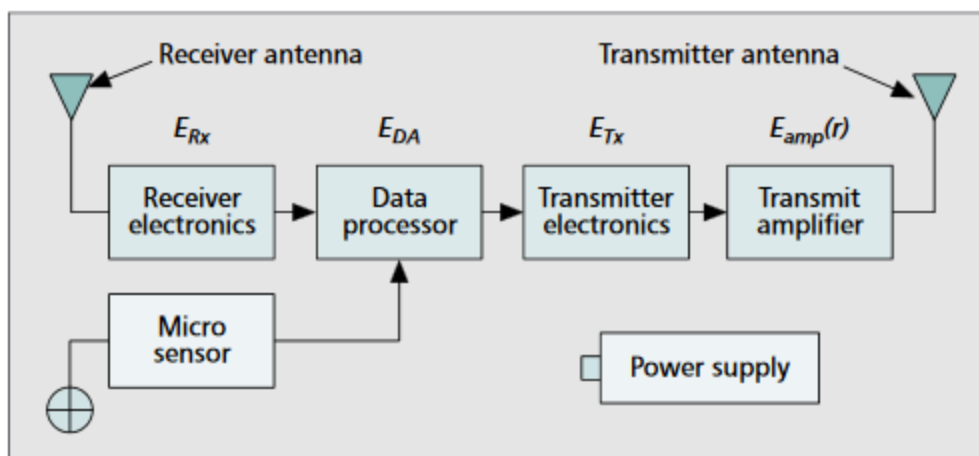 Receiver antenna
Transmitter antenna
E_Rx
E_DA
E_Tx
E_amp(r)
Receiver
electronics
Data
processor
Transmitter
electronics
Transmit
amplifier
Micro
sensor
Power supply